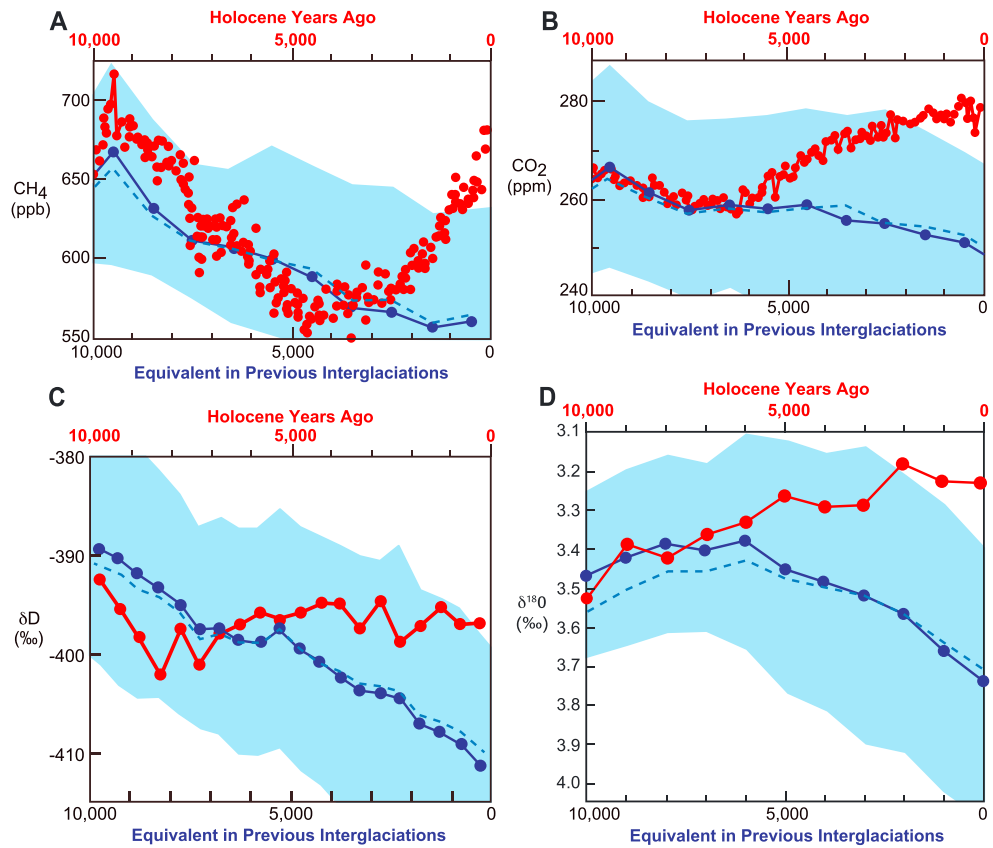 A
Holocene Years Ago
10,000 5,000 0
700
650
600
550
CH4
(ppb)
10,000 5,000 0
Equivalent in Previous Interglaciations
B
Holocene Years Ago
10,000 5,000 0
280
260
240
CO2
(ppm)
10,000 5,000 0
Equivalent in Previous Interglaciations
C
Holocene Years Ago
10,000 5,000 0
-380
-390
-400
-410
δD
(‰)
10,000 5,000 0
Equivalent in Previous Interglaciations
D
Holocene Years Ago
10,000 5,000 0
3.1
3.2
3.3
3.4
3.5
3.6
3.7
3.8
3.9
4.0
δ¹⁸0
(‰)
10,000 5,000 0
Equivalent in Previous Interglaciations